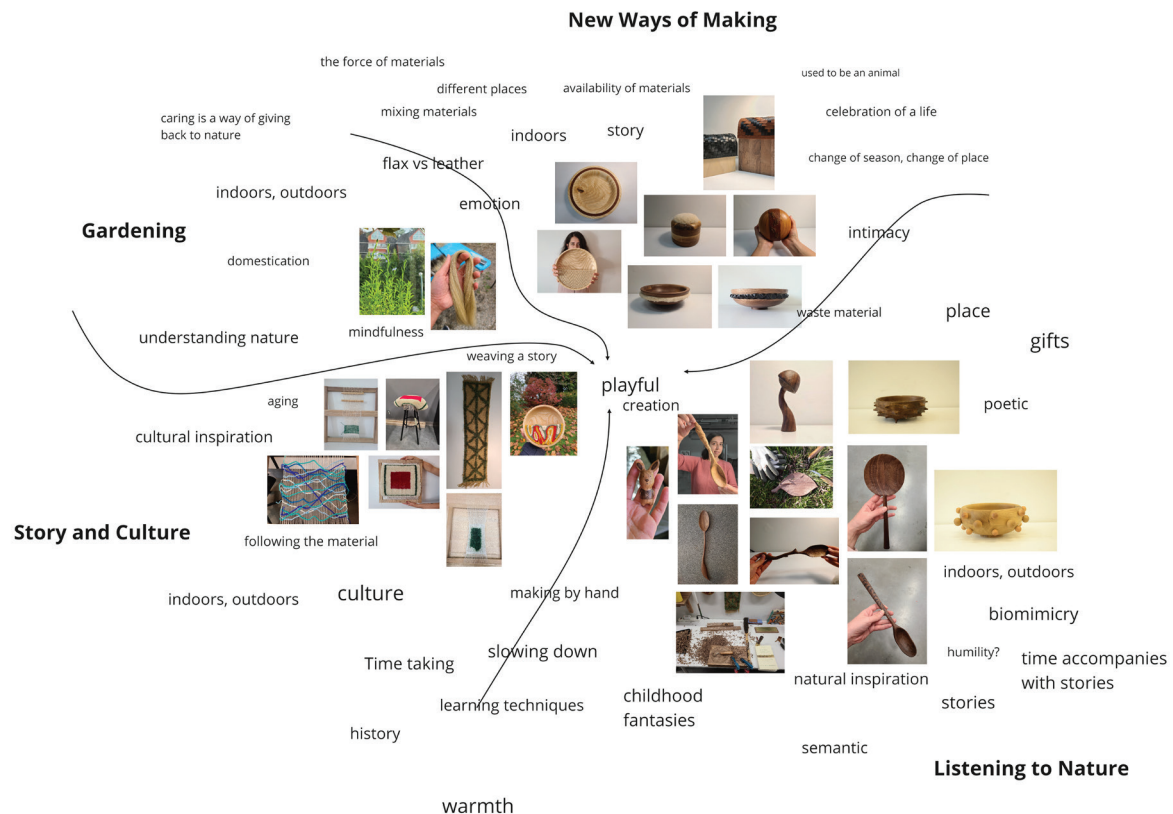 New Ways of Making
the force of materials
used to be an animal
different places
availability of materials
mixing materials
celebration of a life
caring is a way of giving
back to nature
indoors
story
flax vs leather
change of season, change of place
indoors, outdoors
emotion
Gardening
intimacy
domestication
waste material
place
understanding nature
mindfulness
gifts
weaving a story
playful
creation
aging
poetic
cultural inspiration
Story and Culture
following the material
indoors, outdoors
culture
making by hand
indoors, outdoors
biomimicry
slowing down
humility?
time accompanies
with stories
Time taking
natural inspiration
childhood
fantasies
stories
learning techniques
history
semantic
Listening to Nature
warmth